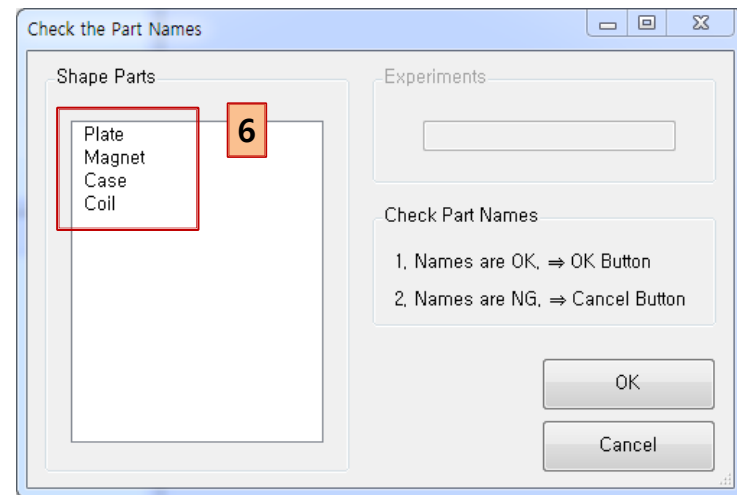 Check the Part Names
Shape Parts
Plate
Magnet
Case
Coil
6
Experiments
Check Part Names
1, Names are OK, ⇒ OK Button
2, Names are NG, ⇒ Cancel Button
OK
Cancel